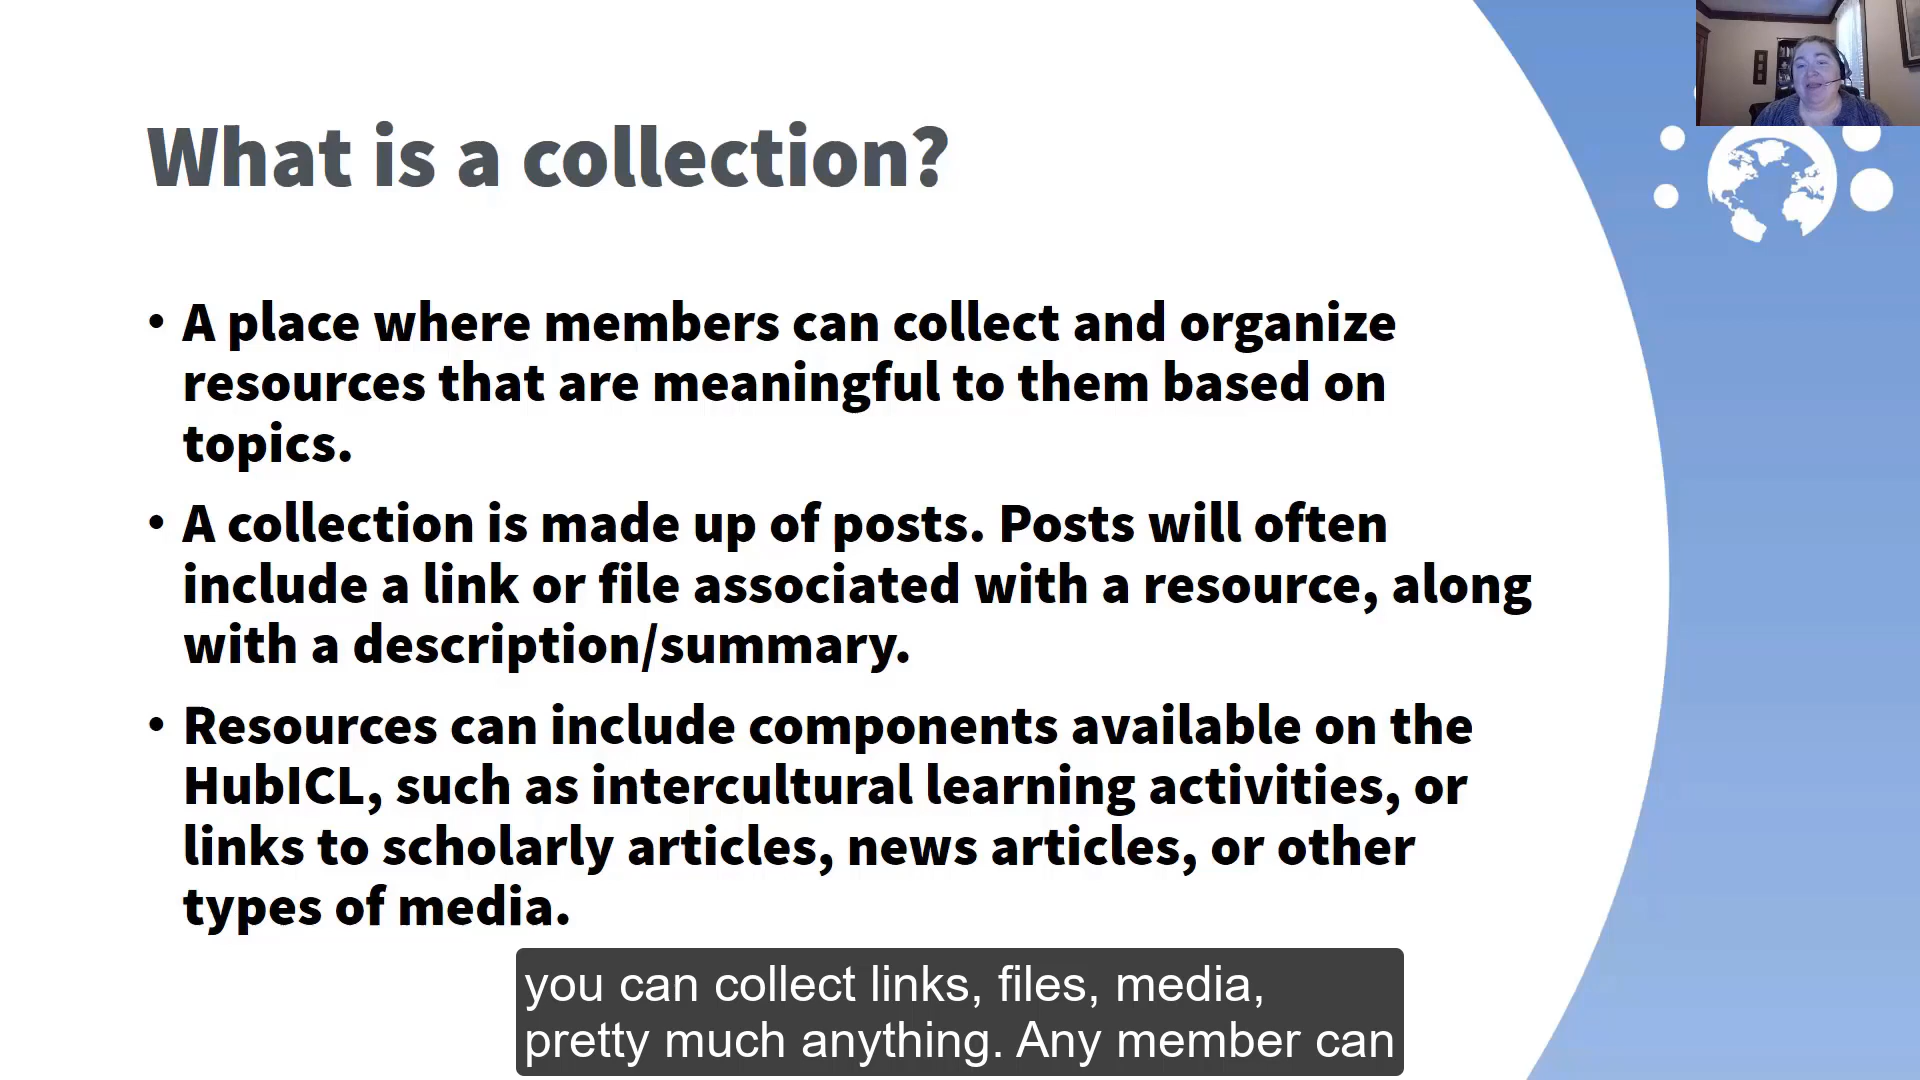 What is a collection?
• A place where members can collect and organize
resources that are meaningful to them based on
topics.
• A collection is made up of posts. Posts will often
include a link or file associated with a resource, along
with a description/summary.
• Resources can include components available on the
HubICL, such as intercultural learning activities, or
links to scholarly articles, news articles, or other
types of media.
you can collect links, files, media,
pretty much anything. Any member can